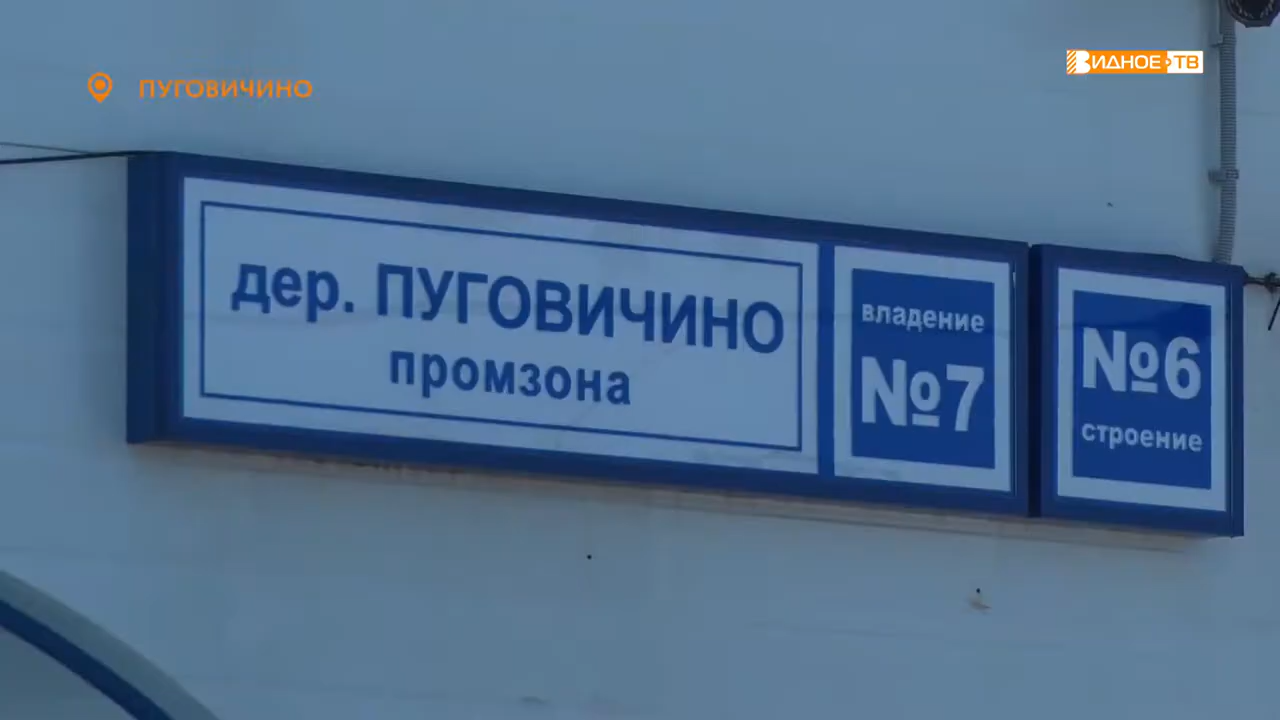 ПУГОВИЧИНО
ВИДНОЕ ТВ
дер. ПУГОВИЧИНО
промзона
владение
№7
№6
строение